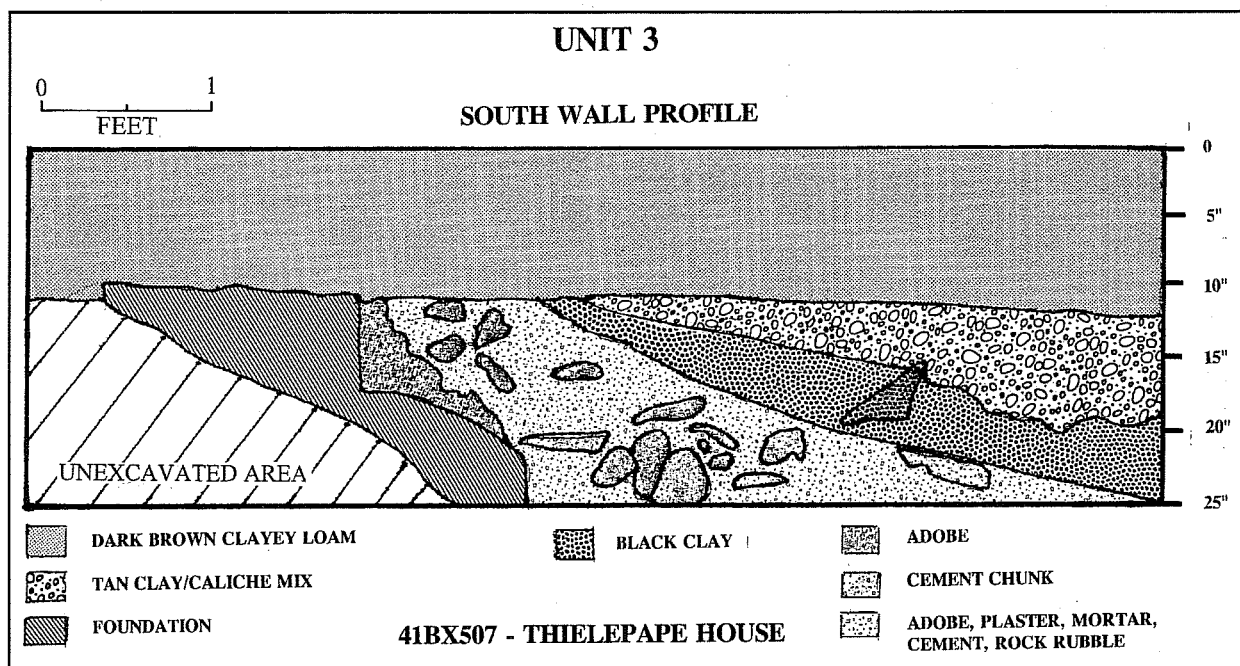 UNIT 3
0 1
FEET
SOUTH WALL PROFILE
0
5"
10"
15"
20"
25"
UNEXCAVATED AREA
DARK BROWN CLAYEY LOAM
TAN CLAY/CALICHE MIX
FOUNDATION
BLACK CLAY
ADOBE
CEMENT CHUNK
ADOBE, PLASTER, MORTAR,
CEMENT, ROCK RUBBLE
41BX507 - THIELEPAPE HOUSE